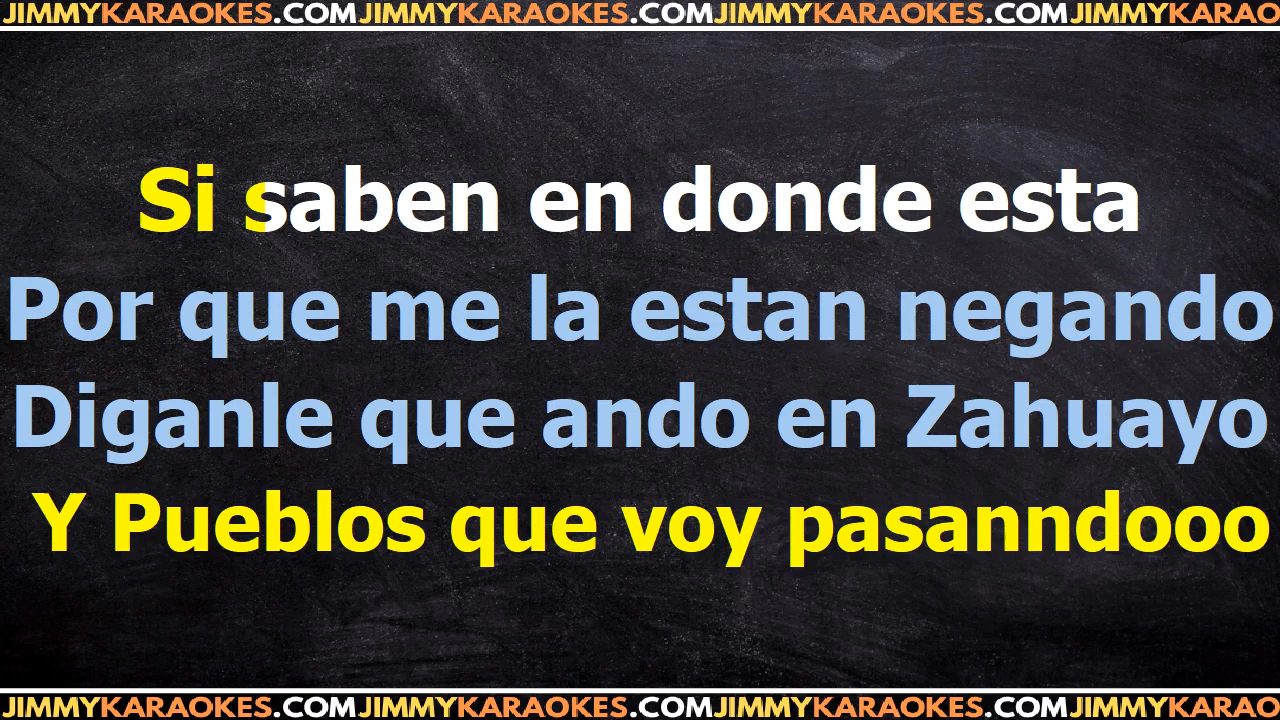 JIMMYKARAOKES.COMJIMMYKARAOKES.COMJIMMYKARAOKES.COMJIMMYKARAO
Si saben en donde esta
Por que me la estan negando
Diganle que ando en Zahuayo
Y Pueblos que voy pasanndooo
JIMMYKARAOKES.COMJIMMYKARAOKES.COMJIMMYKARAOKES.COMJIMMYKARAO